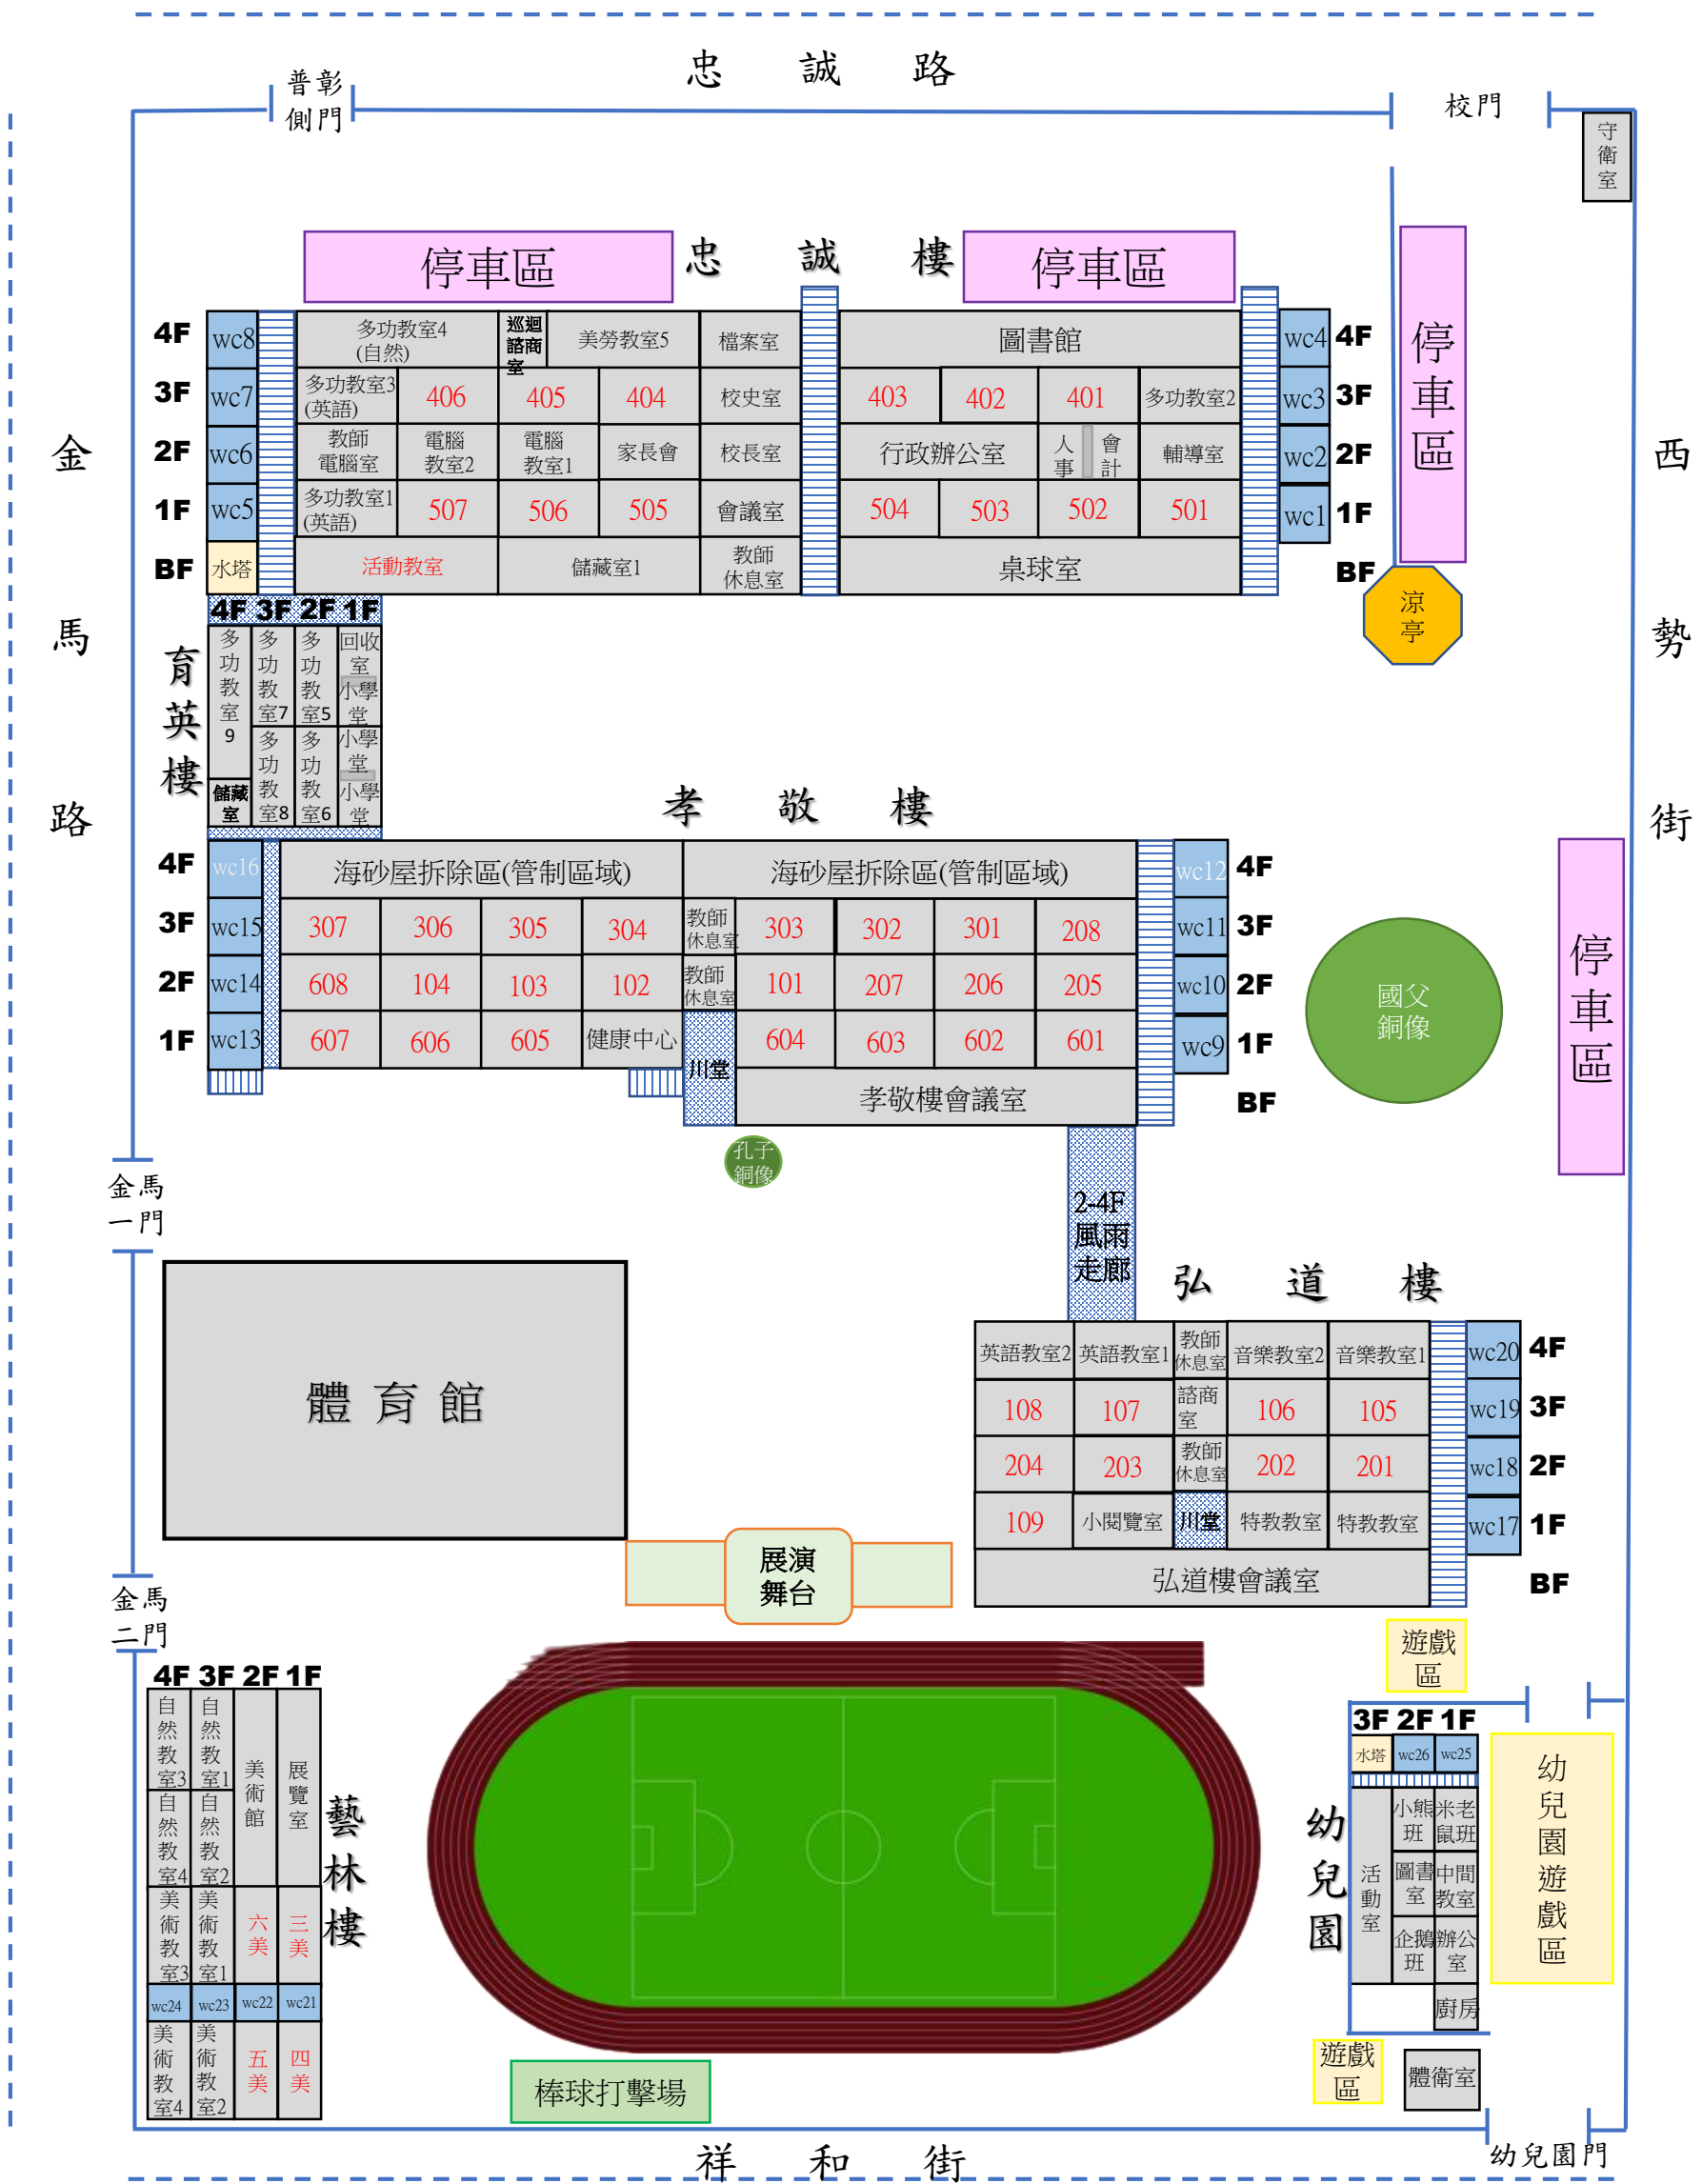 忠誠路
普彰
側門
校門
守衛室
停車區
忠誠樓
停車區
停車區
4F
wc8
多功教室4
(自然)
巡迴
諮商
室
美勞教室5
檔案室
圖書館
wc4
4F
3F
wc7
多功教室3
(英語)
406
405
404
校史室
403
402
401
多功教室2
wc3
3F
2F
wc6
教師
電腦室
電腦
教室2
電腦
教室1
家長會
校長室
行政辦公室
人事
會計
輔導室
wc2
2F
1F
wc5
多功教室1
(英語)
507
506
505
會議室
504
503
502
501
wc1
1F
BF
水塔
活動教室
儲藏室1
教師
休息室
桌球室
BF
涼亭
金馬路
西勢街
育英樓
4F 3F 2F 1F
多功教室9
儲藏
室
多功教室7
多功教室8
多功教室5
多功教室6
回收室
小學堂
小學堂
小學堂
孝敬樓
4F
wc16
海砂屋拆除區(管制區域)
海砂屋拆除區(管制區域)
wc12
4F
3F
wc15
307
306
305
304
教師
休息室
303
302
301
208
wc11
3F
2F
wc14
608
104
103
102
教師
休息室
101
207
206
205
wc10
2F
1F
wc13
607
606
605
健康中心
川堂
604
603
602
601
wc9
1F
孝敬樓會議室
BF
國父
銅像
停車區
孔子
銅像
金馬
一門
2-4F
風雨
走廊
弘道樓
體育館
英語教室2
英語教室1
教師
休息室
音樂教室2
音樂教室1
wc20
4F
108
107
諮商
室
106
105
wc19
3F
204
203
教師
休息室
202
201
wc18
2F
109
小閱覽室
川堂
特教教室
特教教室
wc17
1F
弘道樓會議室
BF
展演
舞台
金馬
二門
遊戲
區
4F 3F 2F 1F
自然教室3
自然教室4
美術教室3
wc24
美術教室4
自然教室1
自然教室2
美術教室1
wc23
美術教室2
美術館
六美
wc22
五美
展覽室
三美
wc21
四美
藝林樓
幼兒園
3F 2F 1F
水塔
wc26
wc25
活動室
小熊
班
米老
鼠班
圖書
室
中間
教室
企鵝
班
辦公
室
廚房
幼兒園遊戲區
遊戲
區
體衛室
棒球打擊場
幼兒園門
祥和街